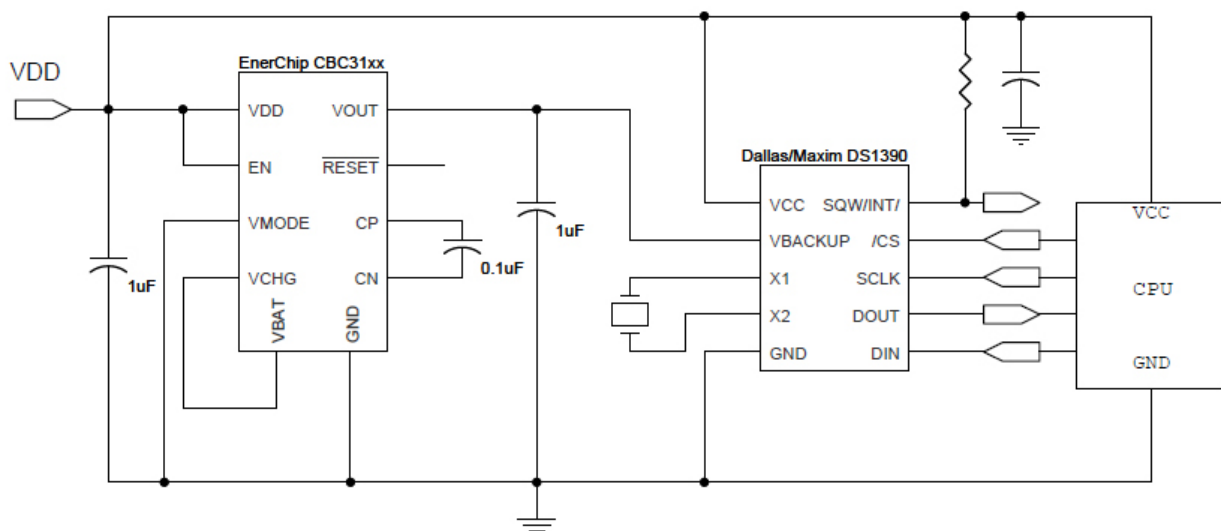 VDD
EnerChip CBC31xx
VDD
VOUT
EN
RESET
VMODE
CP
VCHG
CN
VBAT
GND
1uF
0.1uF
1uF
Dallas/Maxim DS1390
VCC
SQW/INT/
VBACKUP
/CS
X1
SCLK
X2
DOUT
GND
DIN
VCC
CPU
GND